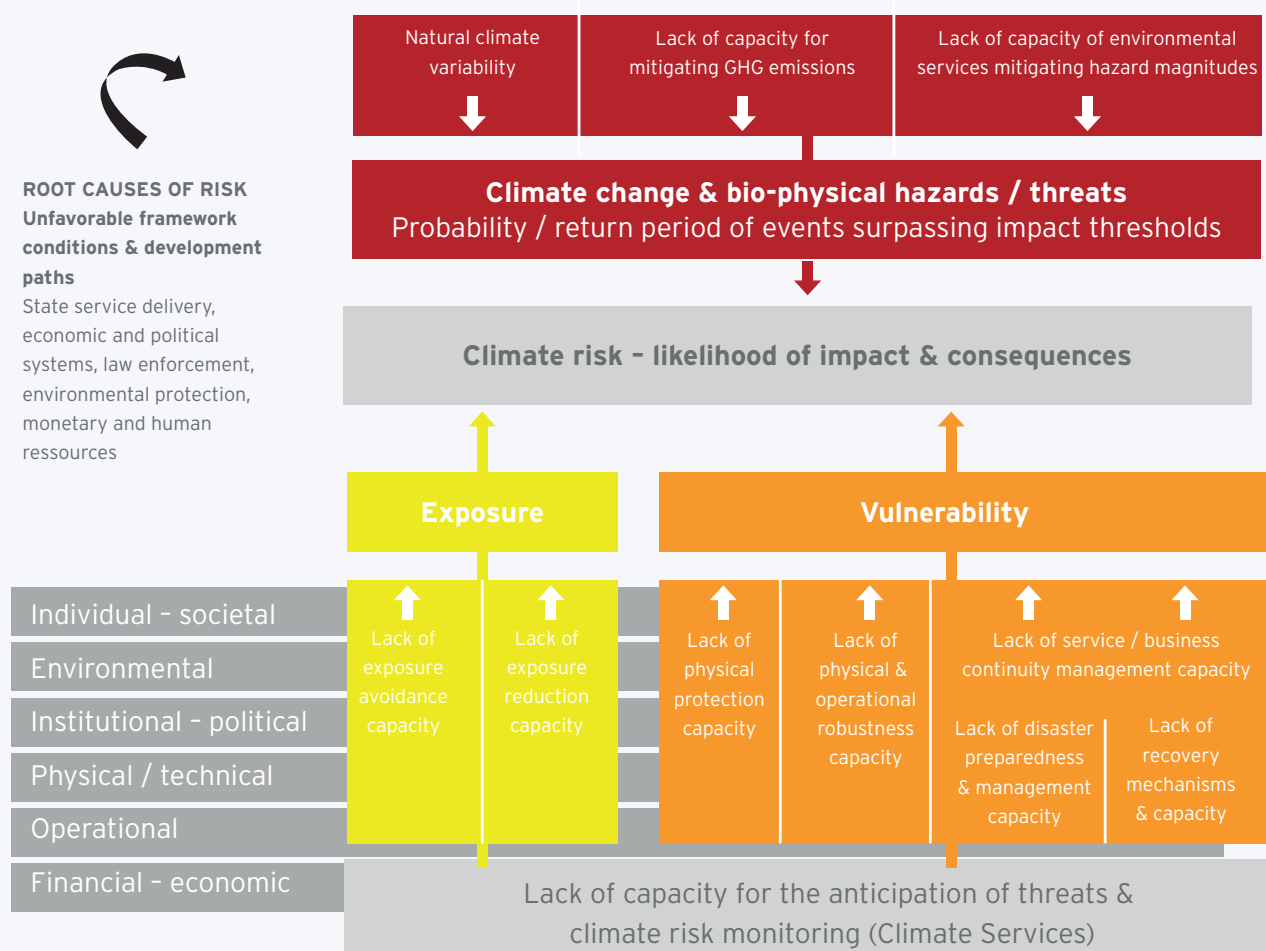 Natural climate
variability
Lack of capacity for
mitigating GHG emissions
Lack of capacity of environmental
services mitigating hazard magnitudes
ROOT CAUSES OF RISK
Unfavorable framework
conditions & development
paths
State service delivery,
economic and political
systems, law enforcement,
environmental protection,
monetary and human
ressources
Climate change & bio-physical hazards / threats
Probability / return period of events surpassing impact thresholds
Climate risk – likelihood of impact & consequences
Exposure
Vulnerability
Individual – societal
Environmental
Institutional – political
Physical / technical
Operational
Financial – economic
Lack of
exposure
avoidance
capacity
Lack of
exposure
reduction
capacity
Lack of
physical
protection
capacity
Lack of
physical &
operational
robustness
capacity
Lack of service / business
continuity management capacity
Lack of disaster
preparedness
& management
capacity
Lack of
recovery
mechanisms
& capacity
Lack of capacity for the anticipation of threats &
climate risk monitoring (Climate Services)